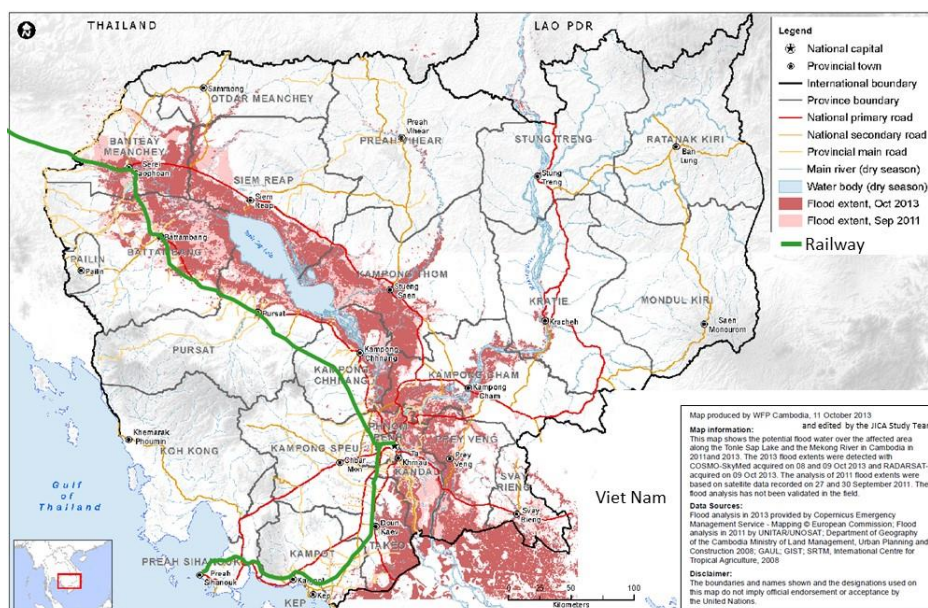 THAILAND
LAO PDR
Legend
National capital
Provincial town
International boundary
Province boundary
National primary road
National secondary road
Provincial main road
Main river (dry season)
Water body (dry season)
Flood extent, Oct 2013
Flood extent, Sep 2011
Railway
Samraong
OTDAR MEANCHEY
BANTEAY
MEANCHEY
Serei
Saophoan
Preah
Vihear
PREAH VIHEAR
STUNG TRENG
Stung
Treng
RATANAK KIRI
Ban
Lung
SIEM REAP
Siem
Reap
Battambang
BATTAMBANG
PAILIN
Pailin
KAMPONG THOM
Stueng
Saen
KRATIE
Kracheh
MONDUL KIRI
Saen
Monourom
Pursat
PURSAT
Kampong
Chhnang
KAMPONG
CHHNANG
KAMPONG CHAM
Kampong
Cham
Khemarak
Phoumin
KOH KONG
KAMPONG SPEU
Chbar
Mon
PHNOM
PENH
Ta
Khmau
KANDAL
PREY VENG
Prey
Veng
SVAY
RIENG
Svay
Rieng
Viet Nam
Gulf
of
Thailand
Doun
Kaev
TAKEO
PREAH SIHANOUK
Preah
Sihanouk
KAMPOT
Kampot
KEP
Kep
0 25 50 100
Kilometers
Map produced by WFP Cambodia, 11 October 2013
and edited by the JICA Study Team
Map information:
This map shows the potential flood water over the affected area
along the Tonle Sap Lake and the Mekong River in Cambodia in
2011and 2013. The 2013 flood extents were detected with
COSMO-SkyMed acquired on 08 and 09 Oct 2013 and RADARSAT-
acquired on 09 Oct 2013. The analysis of 2011 flood extents were
based on satellite data recorded on 27 and 30 September 2011. The
flood analysis has not been validated in the field.
Data Sources:
Flood analysis in 2013 provided by Copernicus Emergency
Management Service - Mapping © European Commission; Flood
analysis in 2011 by UNITAR/UNOSAT; Department of Geography
of the Cambodia Ministry of Land Management, Urban Planning and
Construction 2008; GAUL; GIST; SRTM, International Centre for
Tropical Agriculture, 2008
Disclaimer:
The boundaries and names shown and the designations used on
this map do not imply official endorsement or acceptance by
the United Nations.